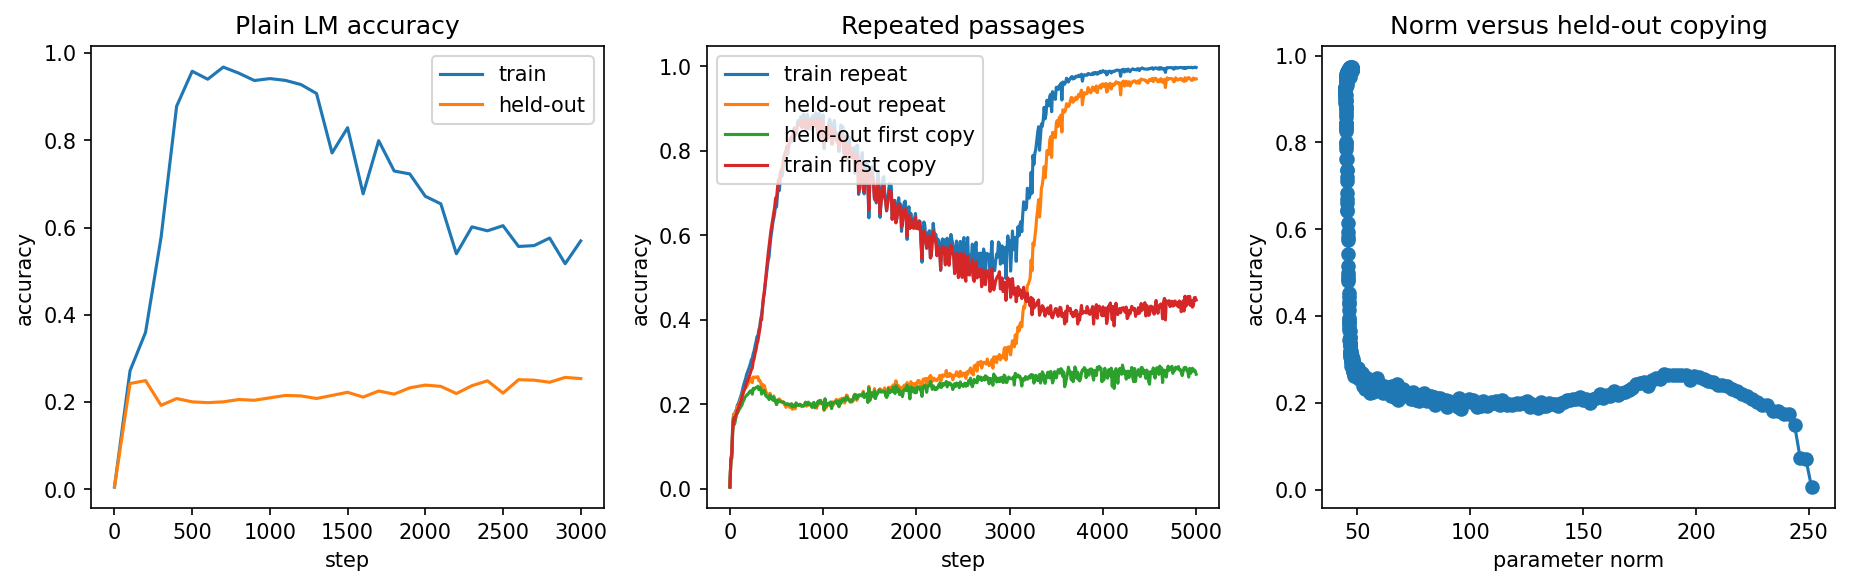 Plain LM accuracy
train
held-out
accuracy
1.0
0.8
0.6
0.4
0.2
0.0
0 500 1000 1500 2000 2500 3000
step
Repeated passages
train repeat
held-out repeat
held-out first copy
train first copy
accuracy
1.0
0.8
0.6
0.4
0.2
0.0
0 1000 2000 3000 4000 5000
step
Norm versus held-out copying
accuracy
1.0
0.8
0.6
0.4
0.2
0.0
50 100 150 200 250
parameter norm